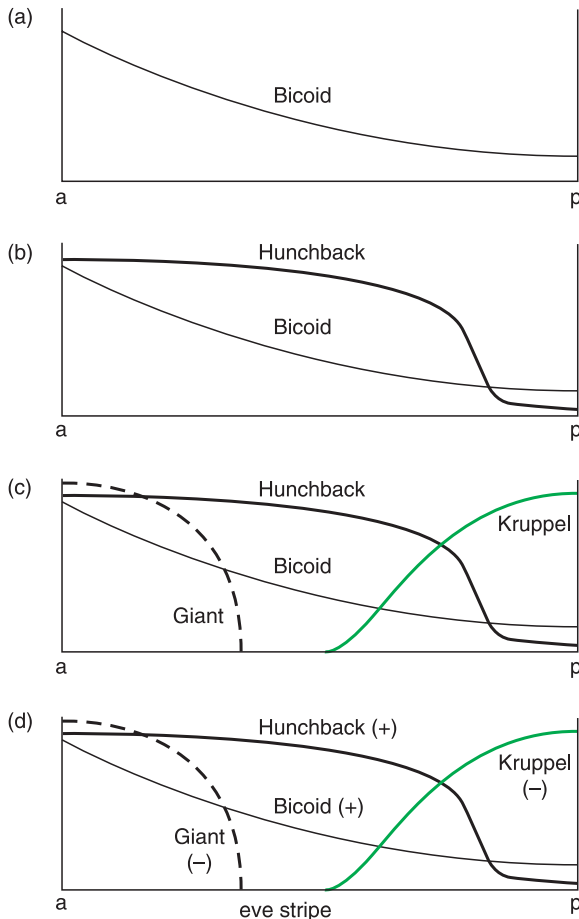 (a)
Bicoid
a
p
(b)
Hunchback
Bicoid
a
p
(c)
Hunchback
Kruppel
Bicoid
Giant
a
p
(d)
Hunchback (+)
Kruppel
(–)
Bicoid (+)
Giant
(–)
a
eve stripe
p